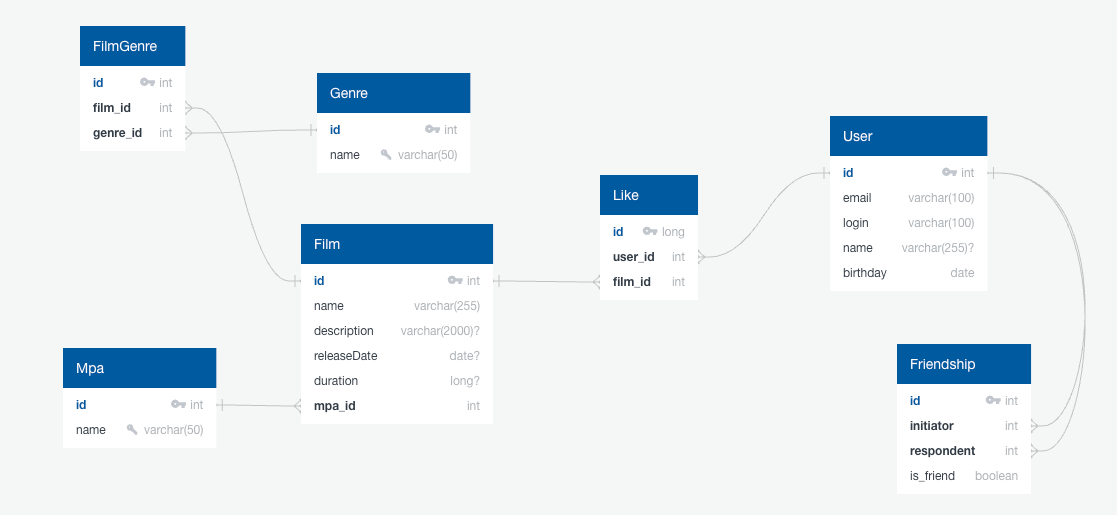 FilmGenre
id int
film_id int
genre_id int
Genre
id int
name varchar(50)
User
id int
email varchar(100)
login varchar(100)
name varchar(255)?
birthday date
Like
id long
user_id int
film_id int
Film
id int
name varchar(255)
description varchar(2000)?
releaseDate date?
duration long?
mpa_id int
Mpa
id int
name varchar(50)
Friendship
id int
initiator int
respondent int
is_friend boolean